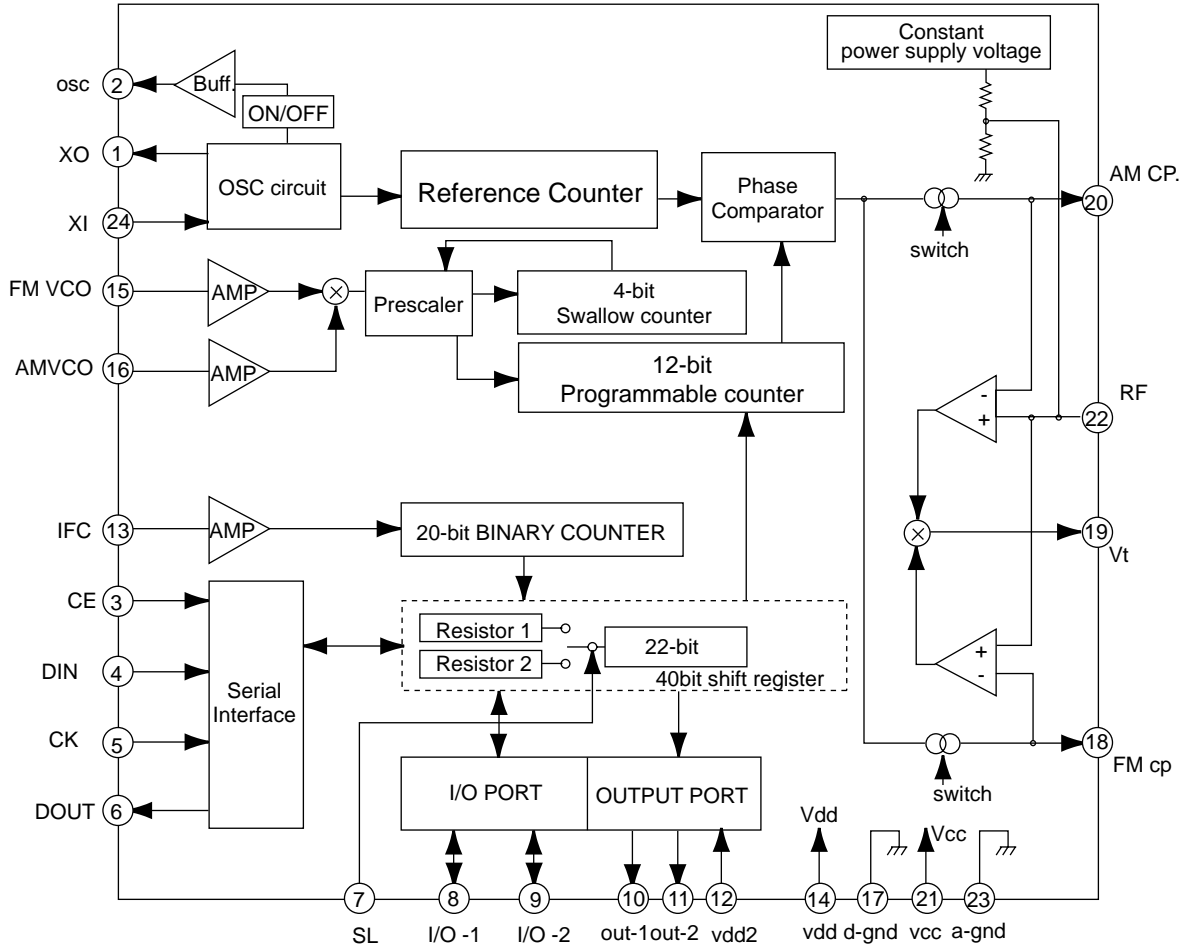 Constant
power supply voltage
osc
2
Buff.
ON/OFF
XO
1
OSC circuit
Reference Counter
Phase
Comparator
AM CP.
20
XI
24
switch
FM VCO
15
AMP
Prescaler
4-bit
Swallow counter
AMVCO
16
AMP
12-bit
Programmable counter
-
+
RF
22
IFC
13
AMP
20-bit BINARY COUNTER
19
Vt
CE
3
Resistor 1
22-bit
Resistor 2
40bit shift register
DIN
4
Serial
Interface
+
-
CK
5
18
FM cp
switch
DOUT
6
I/O PORT
OUTPUT PORT
Vdd
Vcc
7
8
9
10
11
12
14
17
21
23
SL
I/O -1
I/O -2
out-1
out-2
vdd2
vdd
d-gnd
vcc
a-gnd